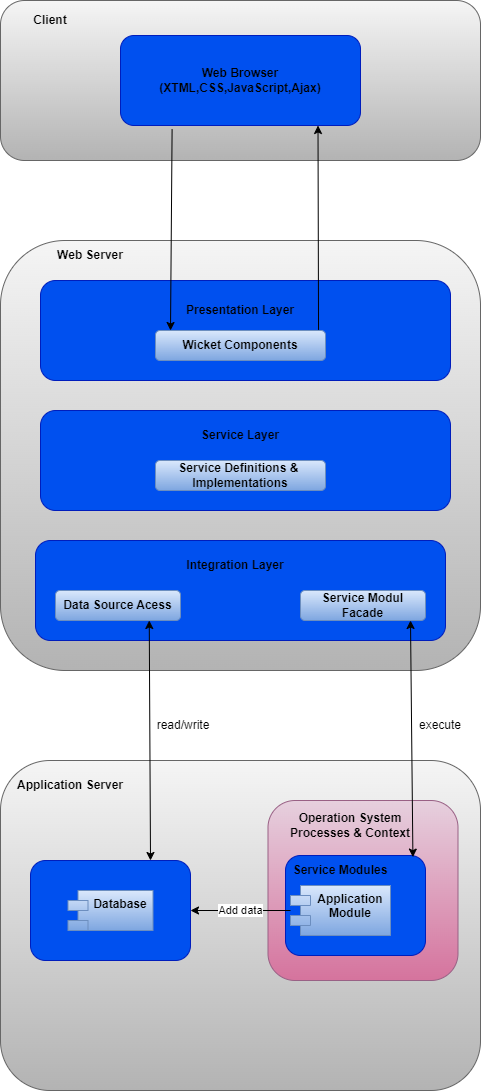 Client
Web Browser
(XTML,CSS,JavaScript,Ajax)
Web Server
Presentation Layer
Wicket Components
Service Layer
Service Definitions &
Implementations
Integration Layer
Data Source Acess
Service Modul
Facade
read/write
execute
Application Server
Operation System
Processes & Context
Service Modules
Database
Add data
Application
Module